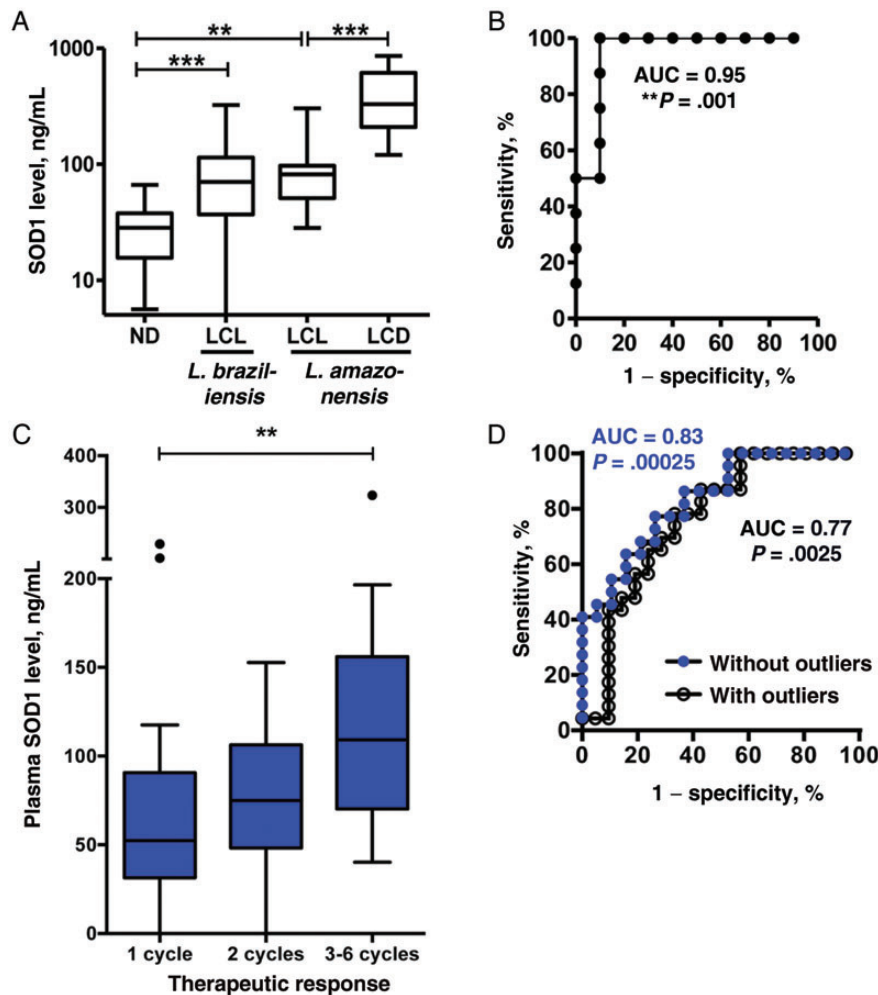 A
SOD1 level, ng/mL
1000
100
10
**
***
***
ND
LCL
LCL
LCD
L. brazil-
iensis
L. amazo-
nensis
B
Sensitivity, %
100
80
60
40
20
0
AUC = 0.95
**P = .001
0
20
40
60
80
100
1 – specificity, %
C
Plasma SOD1 level, ng/mL
400
300
200
150
100
50
0
**
1 cycle
2 cycles
3-6 cycles
Therapeutic response
D
AUC = 0.83
P = .00025
Sensitivity, %
100
80
60
40
20
0
AUC = 0.77
P = .0025
Without outliers
With outliers
0
20
40
60
80
100
1 – specificity, %